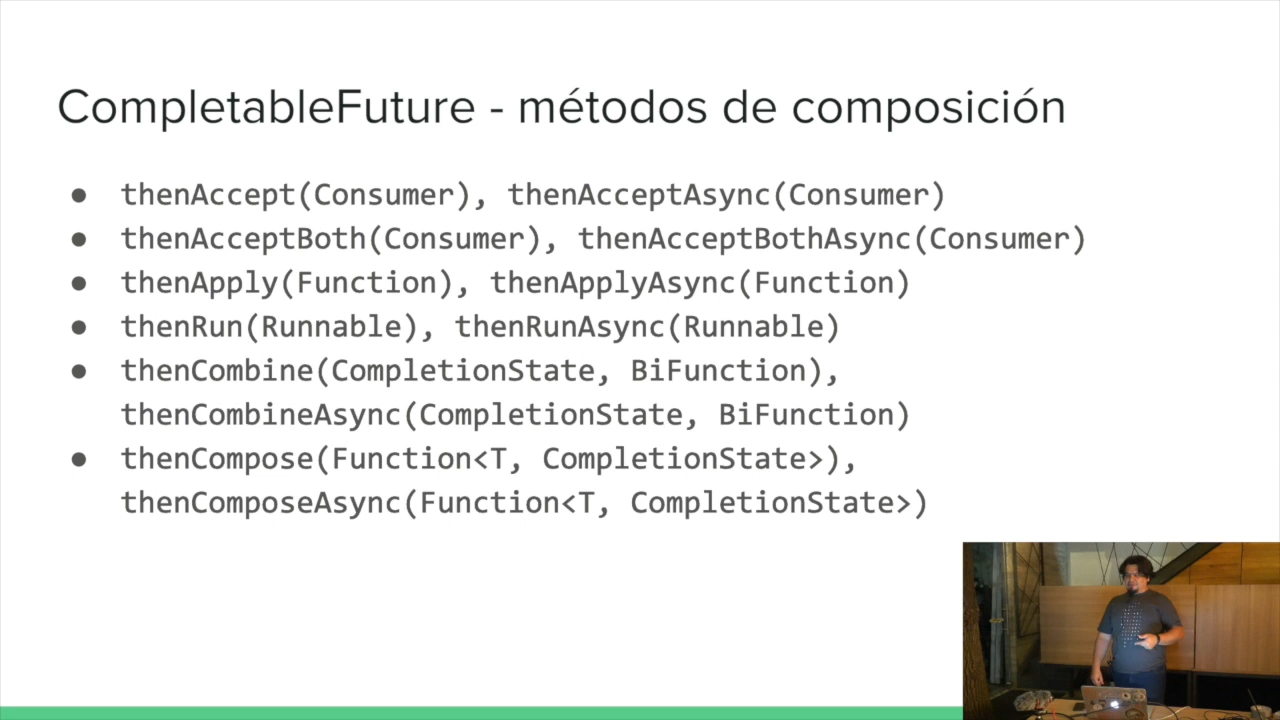 CompletableFuture - métodos de composición
● thenAccept(Consumer), thenAcceptAsync(Consumer)
● thenAcceptBoth(Consumer), thenAcceptBothAsync(Consumer)
● thenApply(Function), thenApplyAsync(Function)
● thenRun(Runnable), thenRunAsync(Runnable)
● thenCombine(CompletionState, BiFunction),
thenCombineAsync(CompletionState, BiFunction)
● thenCompose(Function<T, CompletionState>),
thenComposeAsync(Function<T, CompletionState>)